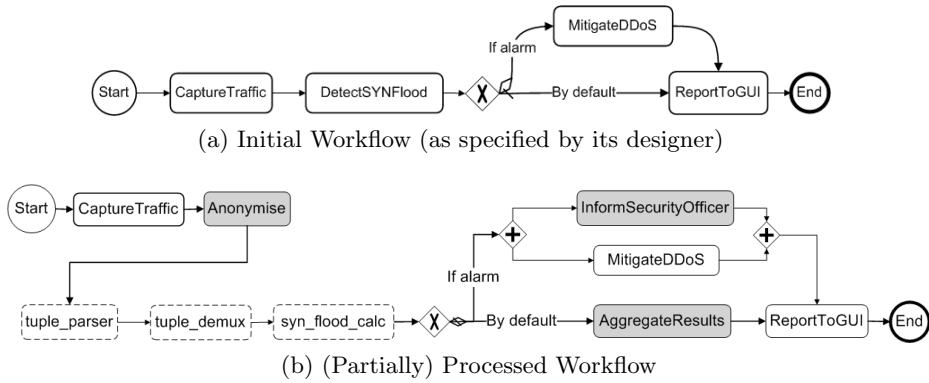 MitigateDDoS
If alarm
Start
CaptureTraffic
DetectSYNFlood
X
By default
ReportToGUI
End
(a) Initial Workflow (as specified by its designer)
Start
CaptureTraffic
Anonymise
InformSecurityOfficer
+
+
MitigateDDoS
If alarm
tuple_parser
tuple_demux
syn_flood_calc
X
By default
AggregateResults
ReportToGUI
End
(b) (Partially) Processed Workflow